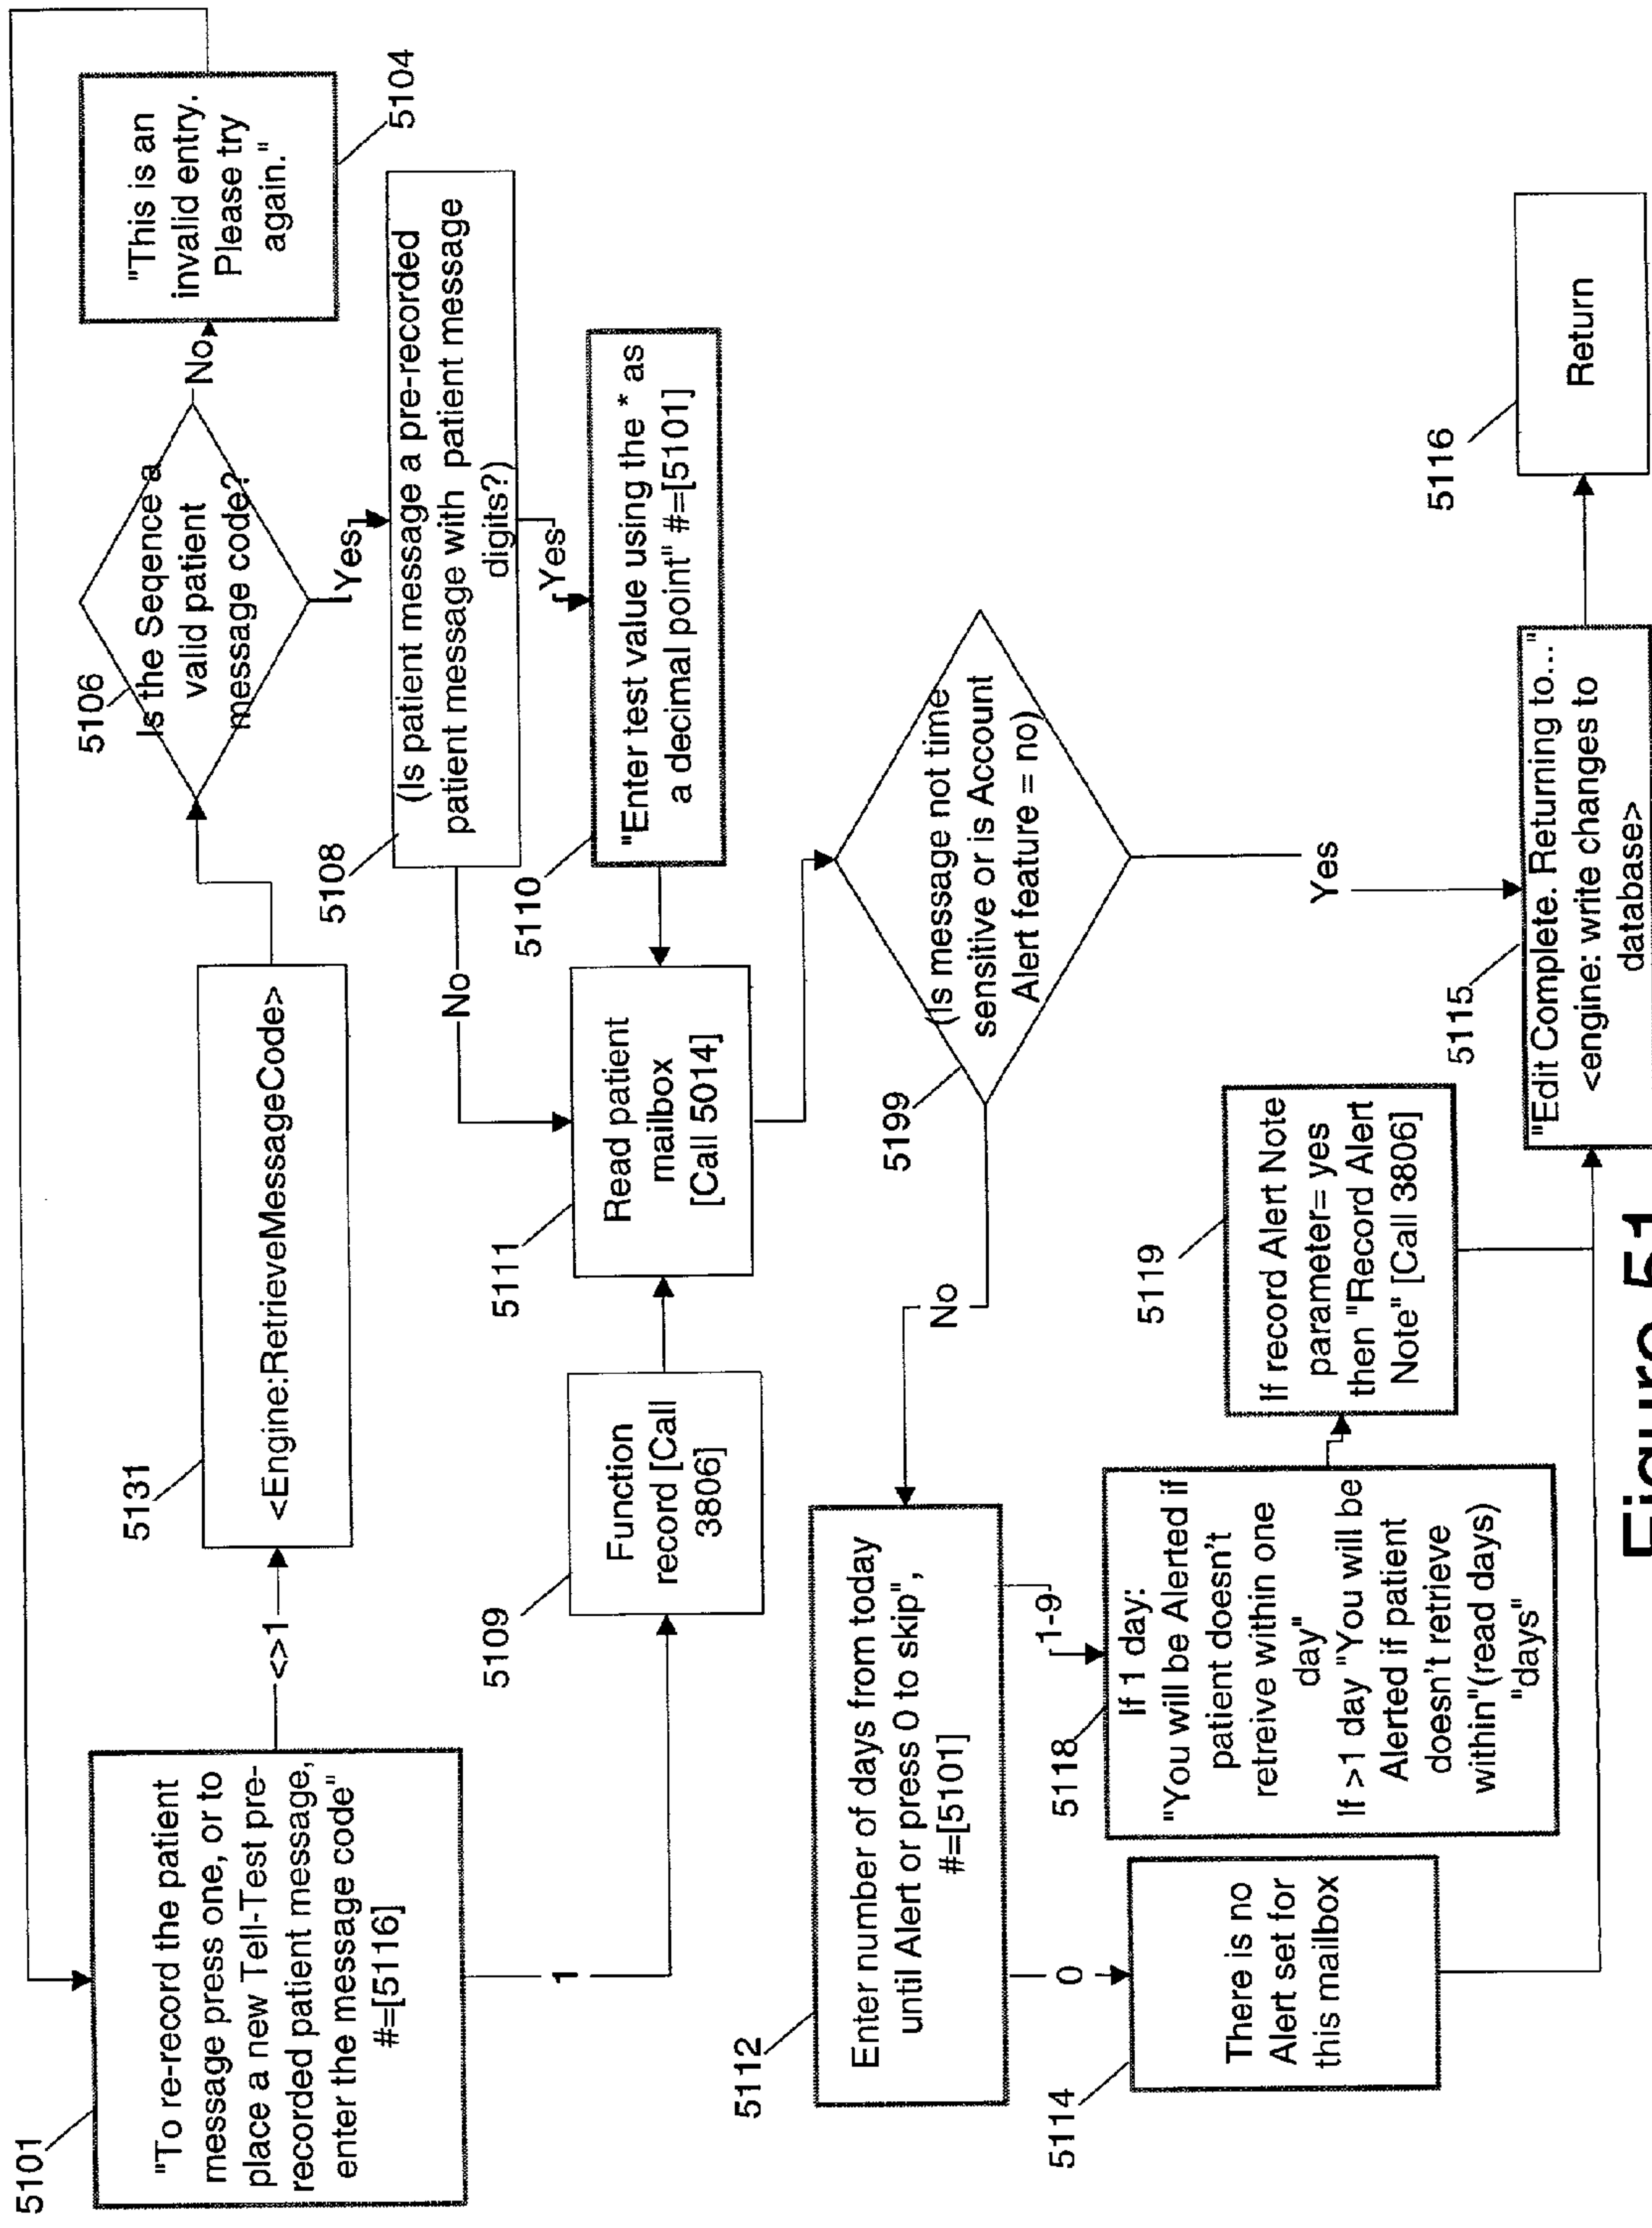 5101
"To re-record the patient
message press one, or to
place a new Tell-Test pre-
recorded patient message,
enter the message code"
#=[5116]
<>1
1
5131
<Engine:RetrieveMessageCode>
5106
Is the Seqence a
valid patient
message code?
No
Yes
"This is an
invalid entry.
Please try
again."
5104
5108
(Is patient message a pre-recorded
patient message with patient message
digits?)
No
Yes
5110
"Enter test value using the * as
a decimal point" #=[5101]
5109
Function
record [Call
3806]
5111
Read patient
mailbox
[Call 5014]
5199
(Is message not time
sensitive or is Account
Alert feature = no)
No
Yes
5112
Enter number of days from today
until Alert or press 0 to skip",
#=[5101]
0
1-9
5114
There is no
Alert set for
this mailbox
5118
If 1 day:
"You will be Alerted if
patient doesn't
retreive within one
day"
If >1 day "You will be
Alerted if patient
doesn't retrieve
within"(read days)
"days"
5119
If record Alert Note
parameter= yes
then "Record Alert
Note" [Call 3806]
5115
"Edit Complete. Returning to..."
<engine: write changes to
database>
5116
Return
Figure 51